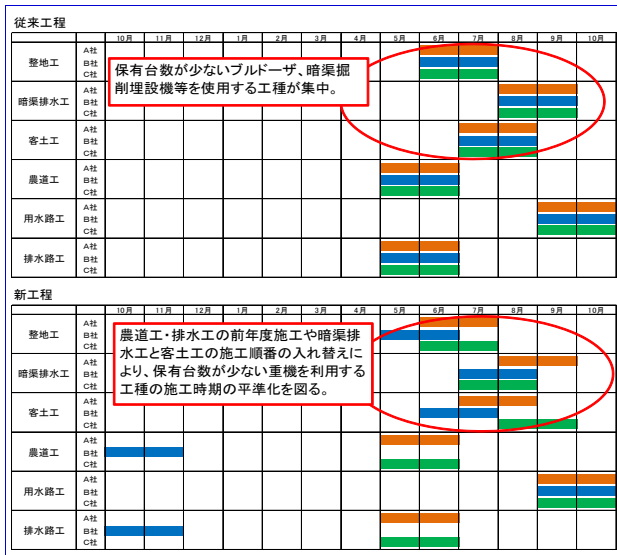 従来工程
10月 11月 12月 1月 2月 3月 4月 5月 6月 7月 8月 9月 10月
整地工 A社
B社
C社
保有台数が少ないブルドーザ、暗渠掘
削埋設機等を使用する工種が集中。
暗渠排水工 A社
B社
C社
客土工 A社
B社
C社
農道工 A社
B社
C社
用水路工 A社
B社
C社
排水路工 A社
B社
C社
新工程
10月 11月 12月 1月 2月 3月 4月 5月 6月 7月 8月 9月 10月
整地工 A社
B社
C社
農道工・排水工の前年度施工や暗渠排
水工と客土工の施工順番の入れ替えに
より、保有台数が少ない重機を利用する
工種の施工時期の平準化を図る。
暗渠排水工 A社
B社
C社
客土工 A社
B社
C社
農道工 A社
B社
C社
用水路工 A社
B社
C社
排水路工 A社
B社
C社